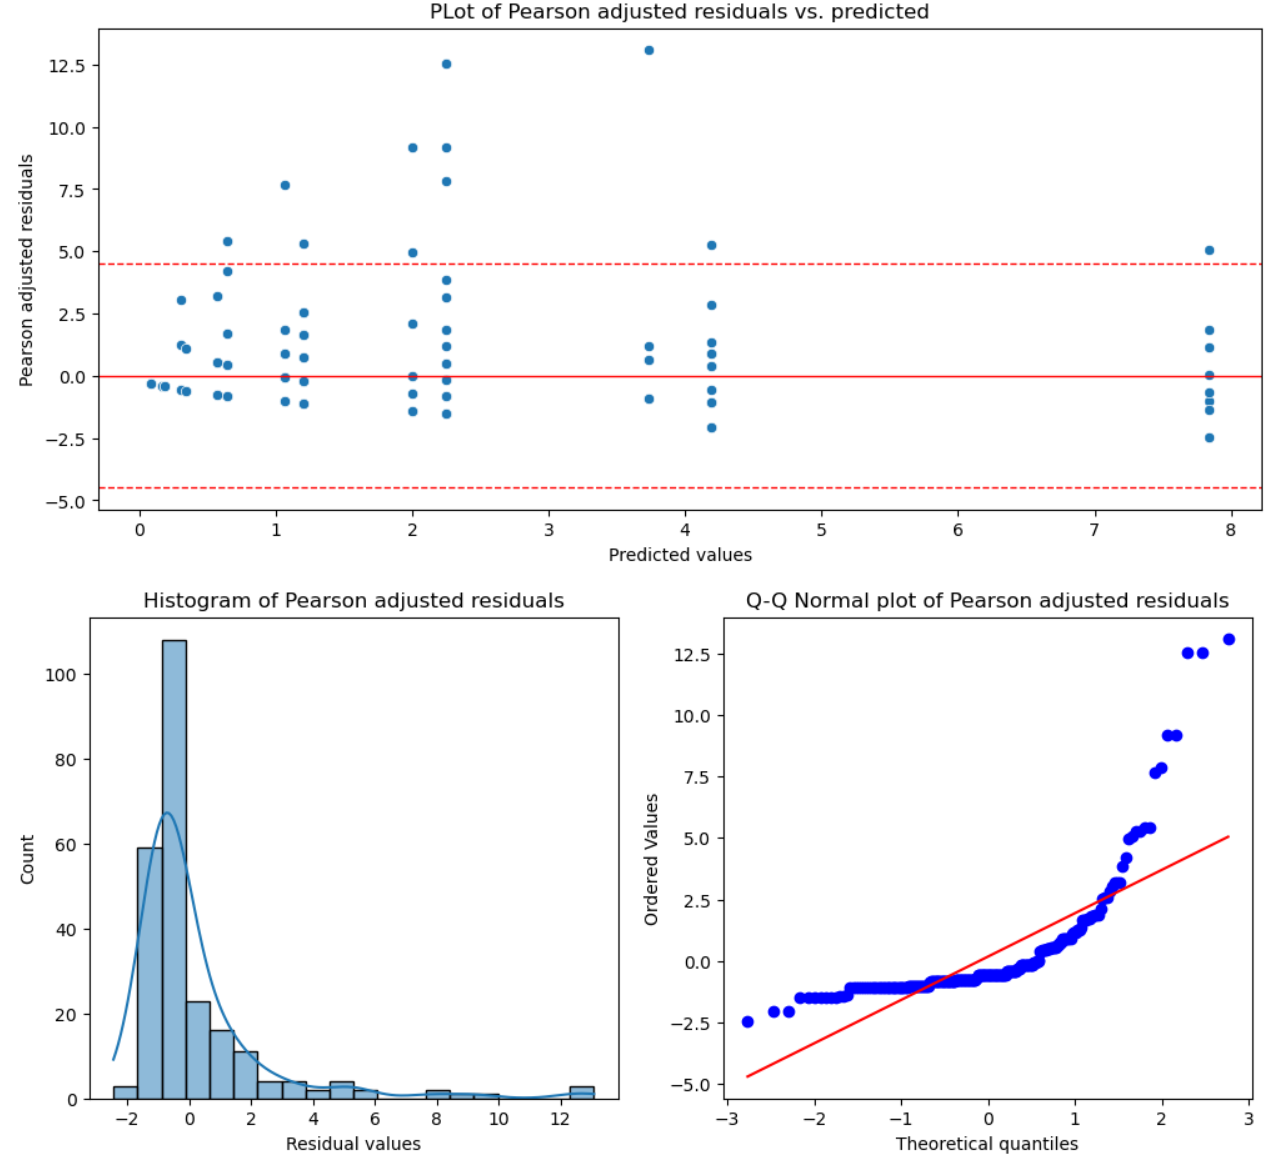 PLot of Pearson adjusted residuals vs. predicted
Pearson adjusted residuals
12.5
10.0
7.5
5.0
2.5
0.0
−2.5
−5.0
0 1 2 3 4 5 6 7 8
Predicted values
Histogram of Pearson adjusted residuals
Count
100
80
60
40
20
0
−2 0 2 4 6 8 10 12
Residual values
Q-Q Normal plot of Pearson adjusted residuals
Ordered Values
12.5
10.0
7.5
5.0
2.5
0.0
−2.5
−5.0
−3 −2 −1 0 1 2 3
Theoretical quantiles